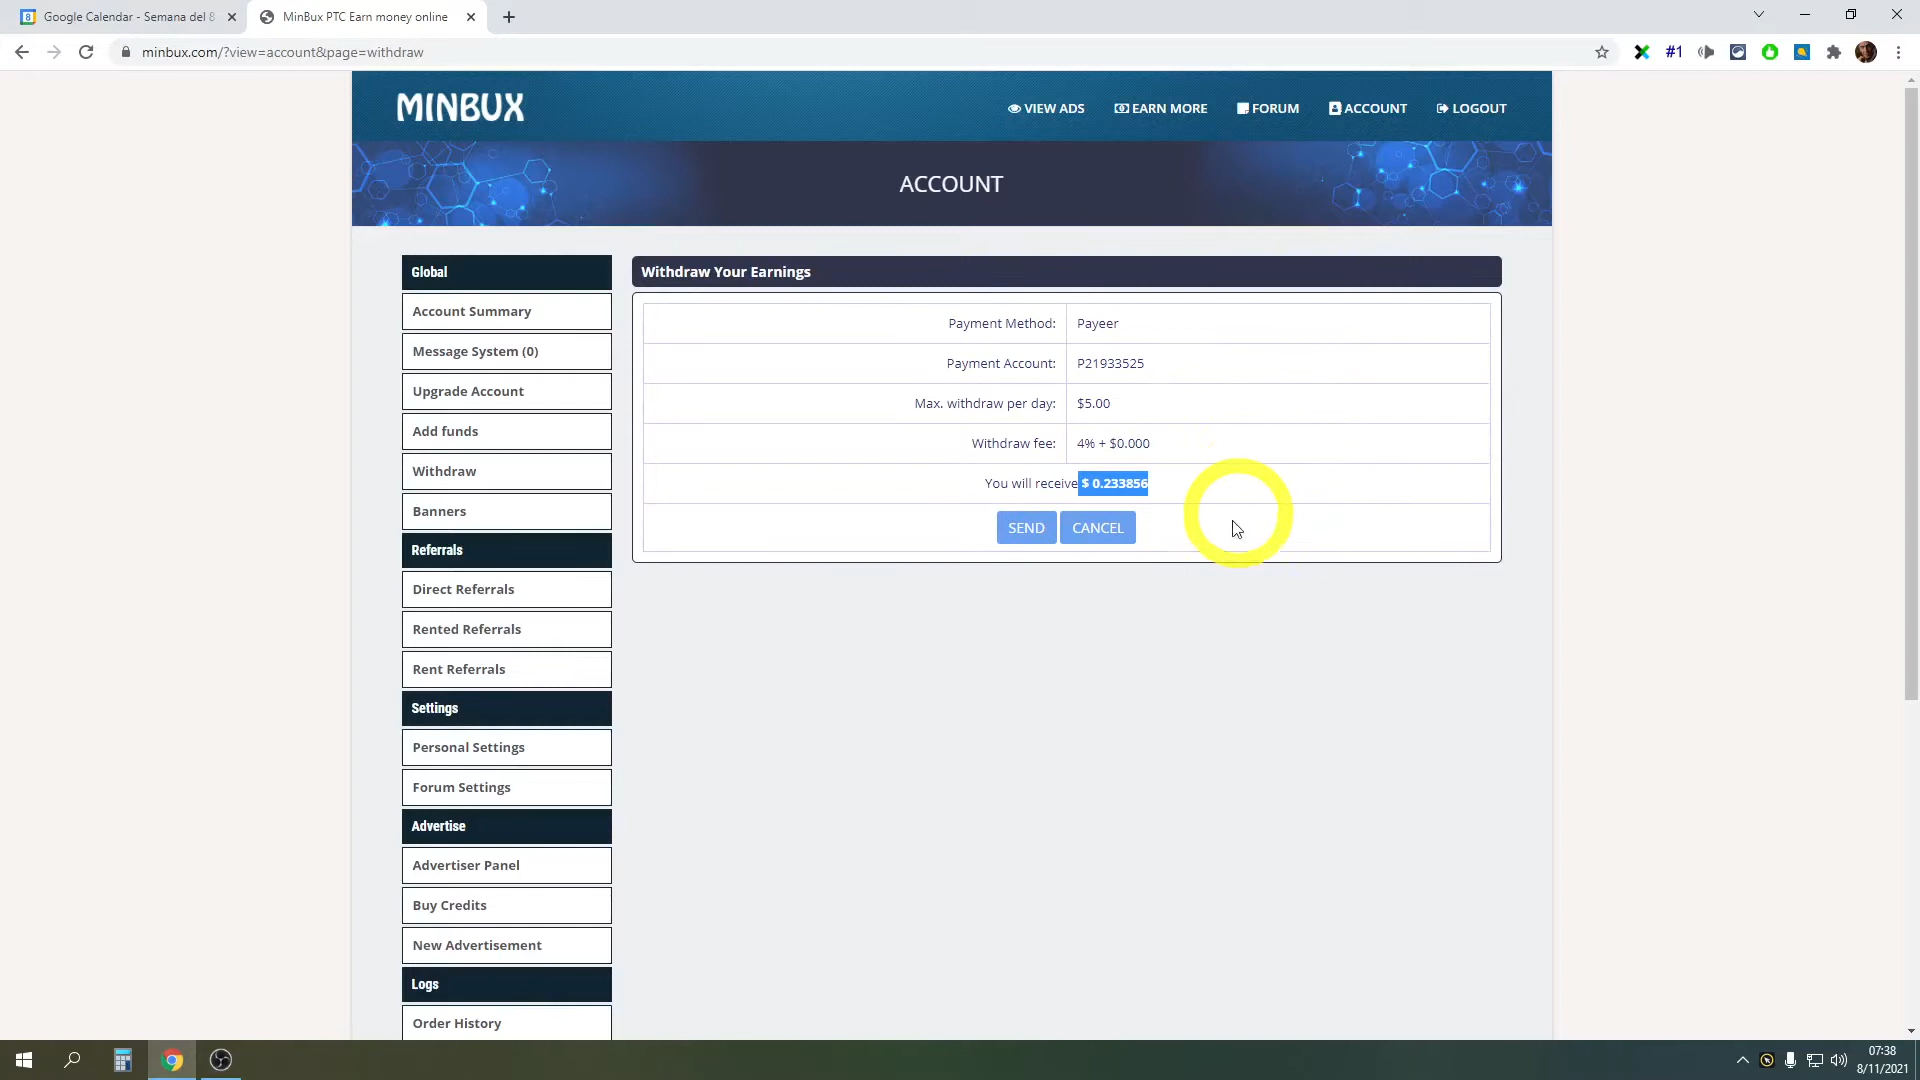 Google Calendar - Semana del 8
MinBux PTC Earn money online
minbux.com/?view=account&page=withdraw
#1
MINBUX
VIEW ADS
EARN MORE
FORUM
ACCOUNT
LOGOUT
ACCOUNT
Global
Account Summary
Message System (0)
Upgrade Account
Add funds
Withdraw
Banners
Referrals
Direct Referrals
Rented Referrals
Rent Referrals
Settings
Personal Settings
Forum Settings
Advertise
Advertiser Panel
Buy Credits
New Advertisement
Logs
Order History
Withdraw Your Earnings
Payment Method: Payeer
Payment Account: P21933525
Max. withdraw per day: $5.00
Withdraw fee: 4% + $0.000
You will receive $ 0.233856
SEND CANCEL
07:38
8/11/2021